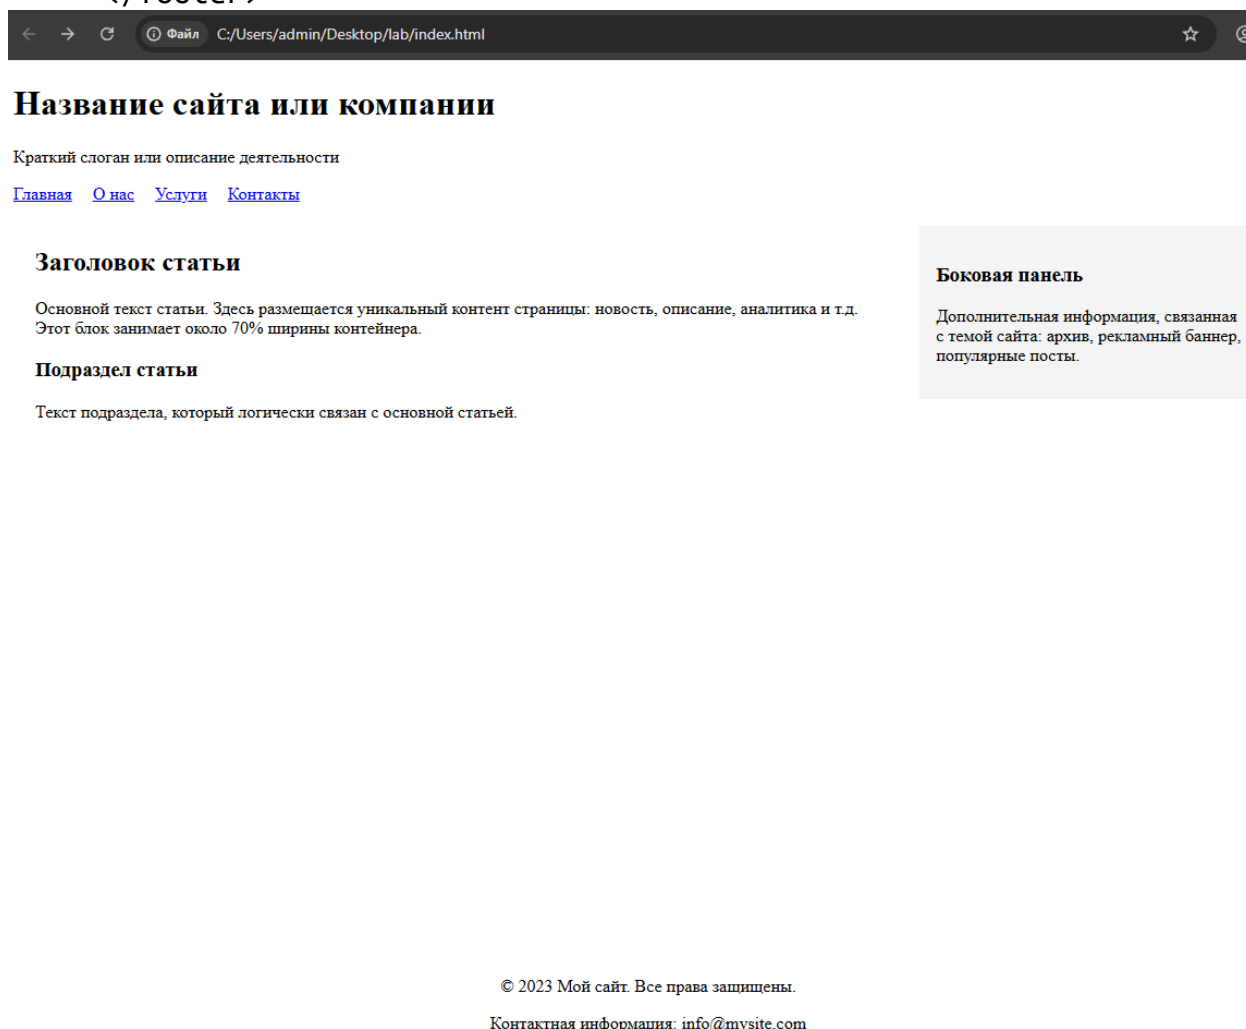 </footer>
Файл C:/Users/admin/Desktop/lab/index.html
Название сайта или компании
Краткий слоган или описание деятельности
Главная О нас Услуги Контакты
Заголовок статьи
Основной текст статьи. Здесь размещается уникальный контент страницы: новость, описание, аналитика и т.д.
Этот блок занимает около 70% ширины контейнера.
Подраздел статьи
Текст подраздела, который логически связан с основной статьей.
Боковая панель
Дополнительная информация, связанная
с темой сайта: архив, рекламный баннер,
популярные посты.
© 2023 Мой сайт. Все права защищены.
Контактная информация: info@mysite.com